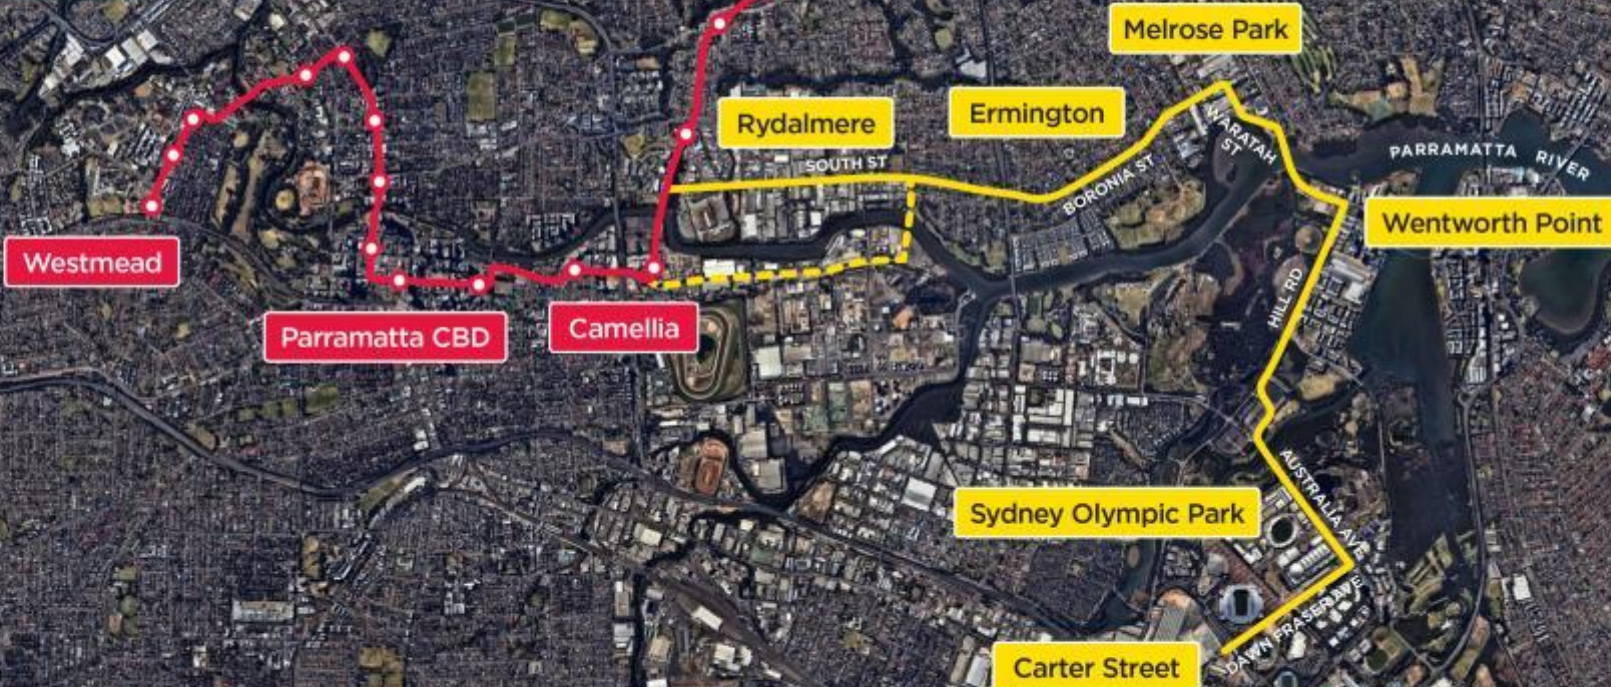 Melrose Park
Rydalmere
Ermington
SOUTH ST
WARATAH
ST
PARRAMATTA RIVER
BORONIA ST
Wentworth Point
Westmead
HILL RD
Parramatta CBD
Camellia
AUSTRALIA AVE
Sydney Olympic Park
DAWN FRASER AVE
Carter Street